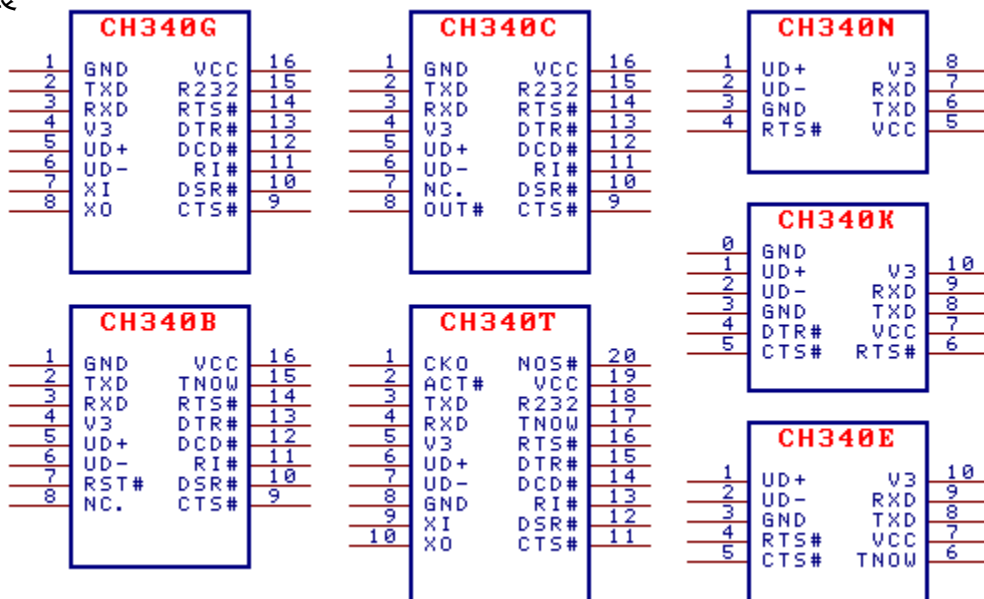 CH340G
1 GND VCC 16
2 TXD R232 15
3 RXD RTS# 14
4 V3 DTR# 13
5 UD+ DCD# 12
6 UD- RI# 11
7 XI DSR# 10
8 XO CTS# 9
CH340C
1 GND VCC 16
2 TXD R232 15
3 RXD RTS# 14
4 V3 DTR# 13
5 UD+ DCD# 12
6 UD- RI# 11
7 NC. DSR# 10
8 OUT# CTS# 9
CH340N
1 UD+ V3 8
2 UD- RXD 7
3 GND TXD 6
4 RTS# VCC 5
CH340K
0 GND
1 UD+ V3 10
2 UD- RXD 9
3 GND TXD 8
4 DTR# VCC 7
5 CTS# RTS# 6
CH340B
1 GND VCC 16
2 TXD TNOW 15
3 RXD RTS# 14
4 V3 DTR# 13
5 UD+ DCD# 12
6 UD- RI# 11
7 RST# DSR# 10
8 NC. CTS# 9
CH340T
1 CKO NOS# 20
2 ACT# VCC 19
3 TXD R232 18
4 RXD TNOW 17
5 V3 RTS# 16
6 UD+ DTR# 15
7 UD- DCD# 14
8 GND RI# 13
9 XI DSR# 12
10 XO CTS# 11
CH340E
1 UD+ V3 10
2 UD- RXD 9
3 GND TXD 8
4 RTS# VCC 7
5 CTS# TNOW 6